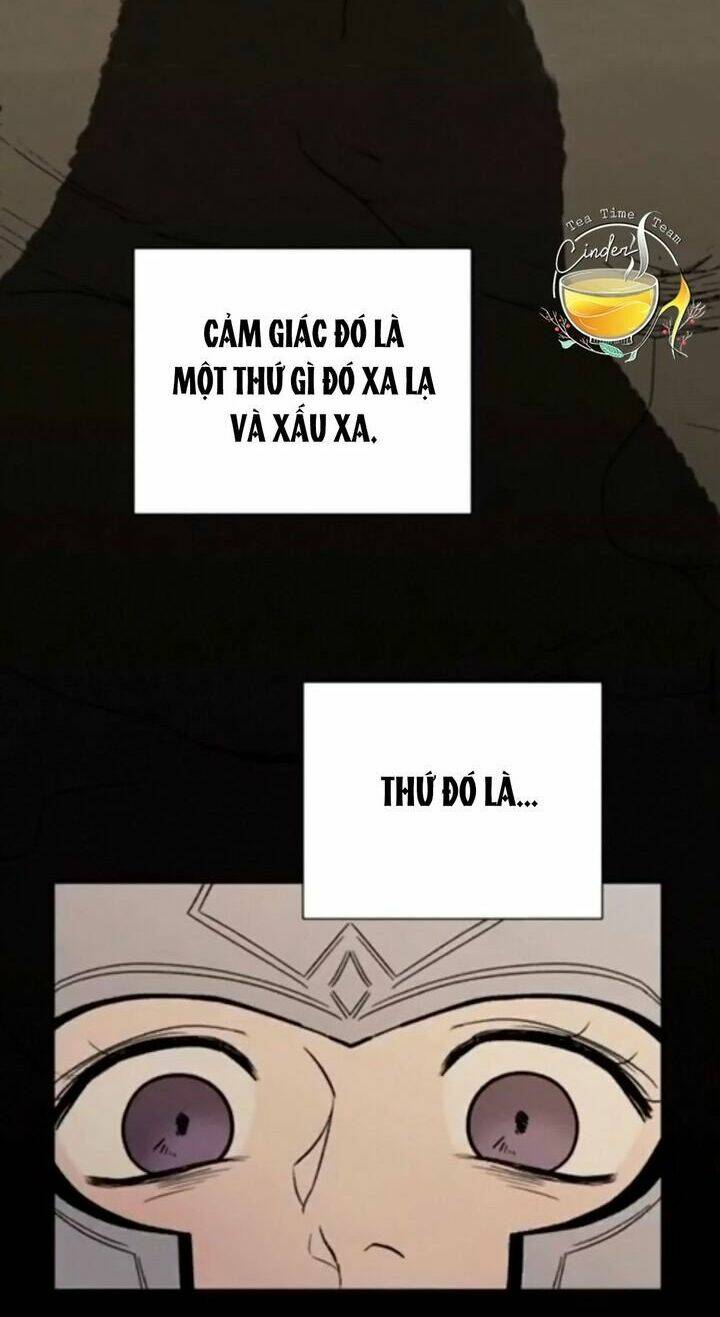 Tea Time Team
Cinder's
CẢM GIÁC ĐÓ LÀ
MỘT THỨ GÌ ĐÓ XA LẠ
VÀ XẤU XA.
THỨ ĐÓ LÀ...